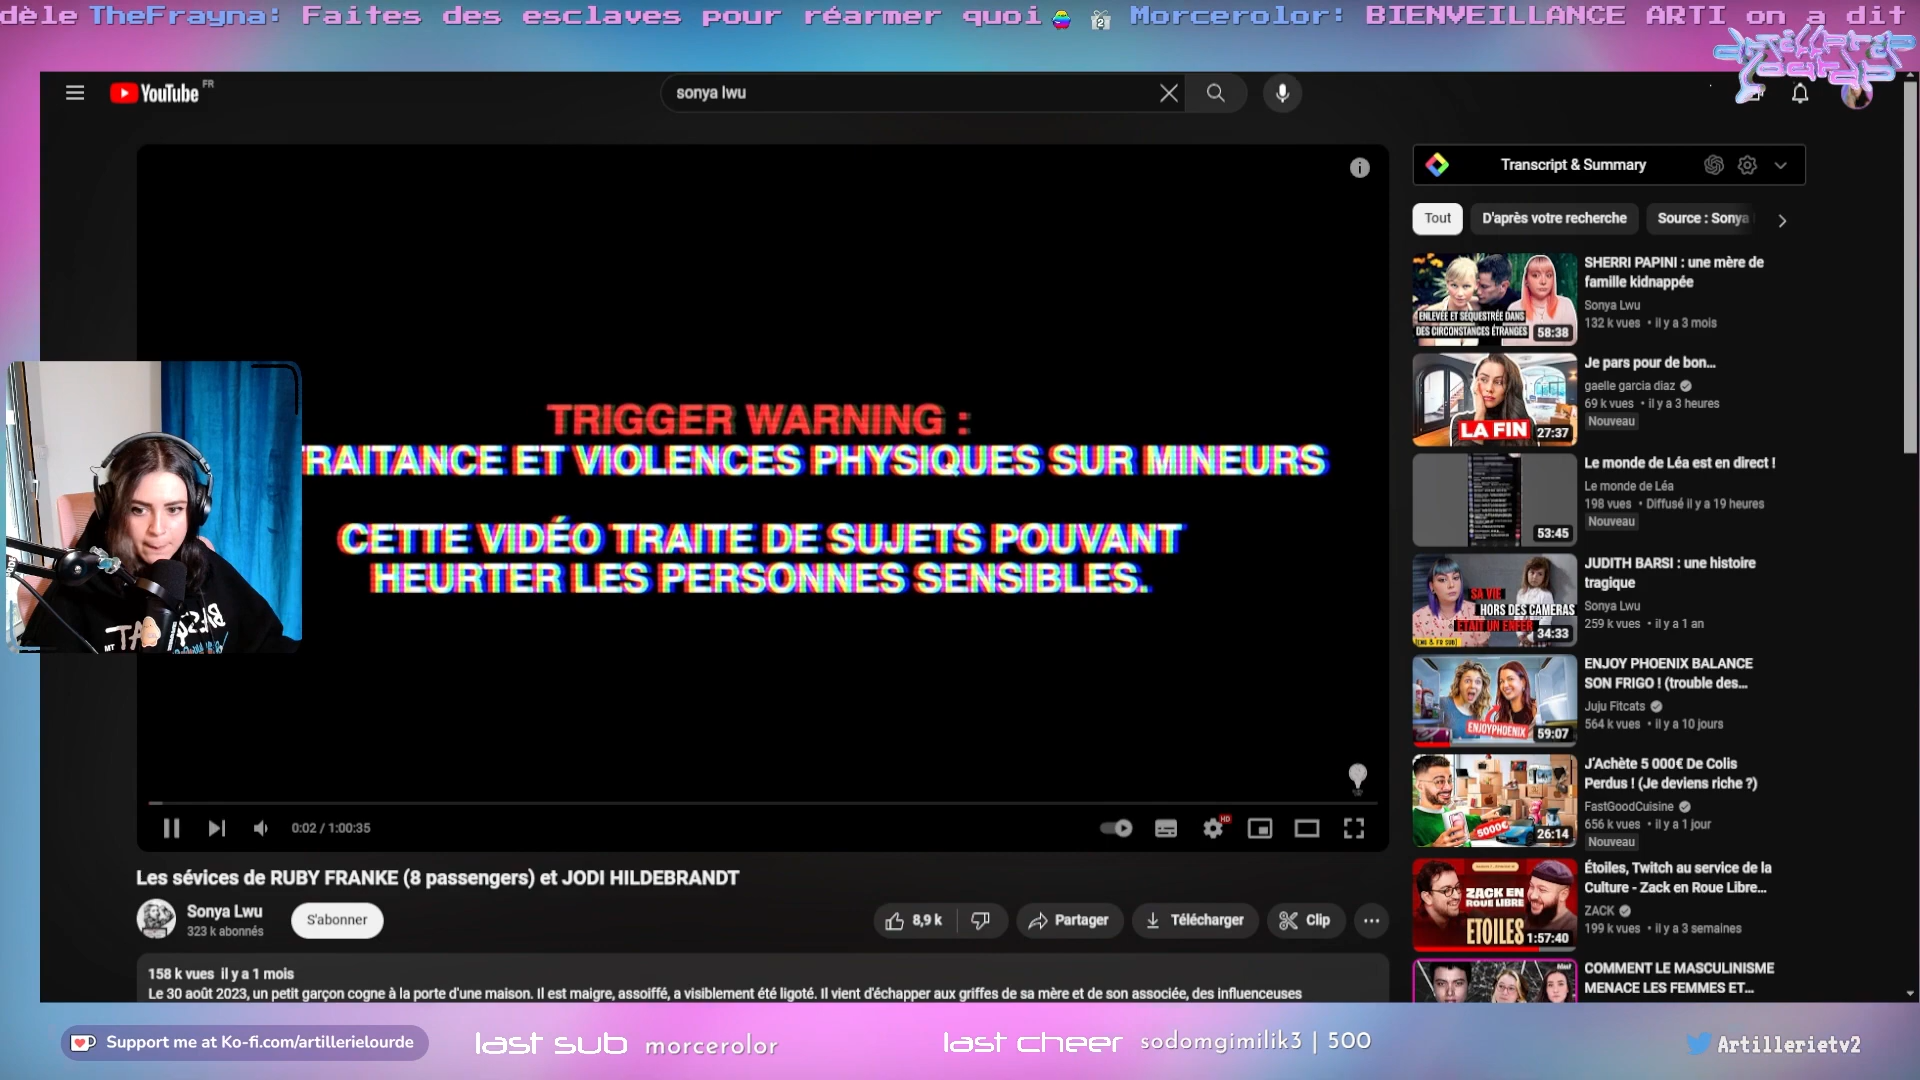 dèle TheFrayna: Faites des esclaves pour réarmer quoi Morcerolor: BIENVEILLANCE ARTI on a dit
YouTube FR
sonya lwu
TRIGGER WARNING :
TRAITANCE ET VIOLENCES PHYSIQUES SUR MINEURS
CETTE VIDÉO TRAITE DE SUJETS POUVANT
HEURTER LES PERSONNES SENSIBLES.
0:02 / 1:00:35
HD
Les sévices de RUBY FRANKE (8 passengers) et JODI HILDEBRANDT
Sonya Lwu
323 k abonnés
S'abonner
8,9 k
Partager
Télécharger
Clip
158 k vues il y a 1 mois
Le 30 août 2023, un petit garçon cogne à la porte d'une maison. Il est maigre, assoiffé, a visiblement été ligoté. Il vient d'échapper aux griffes de sa mère et de son associée, des influenceuses
Transcript & Summary
Tout
D'après votre recherche
Source : Sonya
ENLEVÉE ET SÉQUESTRÉE DANS
DES CIRCONSTANCES ÉTRANGES
58:38
SHERRI PAPINI : une mère de
famille kidnappée
Sonya Lwu
132 k vues • il y a 3 mois
LA FIN
27:37
Je pars pour de bon...
gaelle garcia diaz
69 k vues • il y a 3 heures
Nouveau
53:45
Le monde de Léa est en direct !
Le monde de Léa
198 vues • Diffusé il y a 19 heures
Nouveau
SA VIE
HORS DES CAMERAS
ETAIT UN ENFER
34:33
JUDITH BARSI : une histoire
tragique
Sonya Lwu
259 k vues • il y a 1 an
ENJOYPHOENIX
59:07
ENJOY PHOENIX BALANCE
SON FRIGO ! (trouble des...
Juju Fitcats
564 k vues • il y a 10 jours
5000€
26:14
J'Achète 5 000€ De Colis
Perdus ! (Je deviens riche ?)
FastGoodCuisine
656 k vues • il y a 1 jour
Nouveau
ZACK EN
ROUE LIBRE
ETOILES
1:57:40
Étoiles, Twitch au service de la
Culture - Zack en Roue Libre...
ZACK
199 k vues • il y a 3 semaines
COMMENT LE MASCULINISME
MENACE LES FEMMES ET...
Support me at Ko-fi.com/artillerielourde
last sub morcerolor
last cheer sodomgimilik3 | 500
Artillerietv2